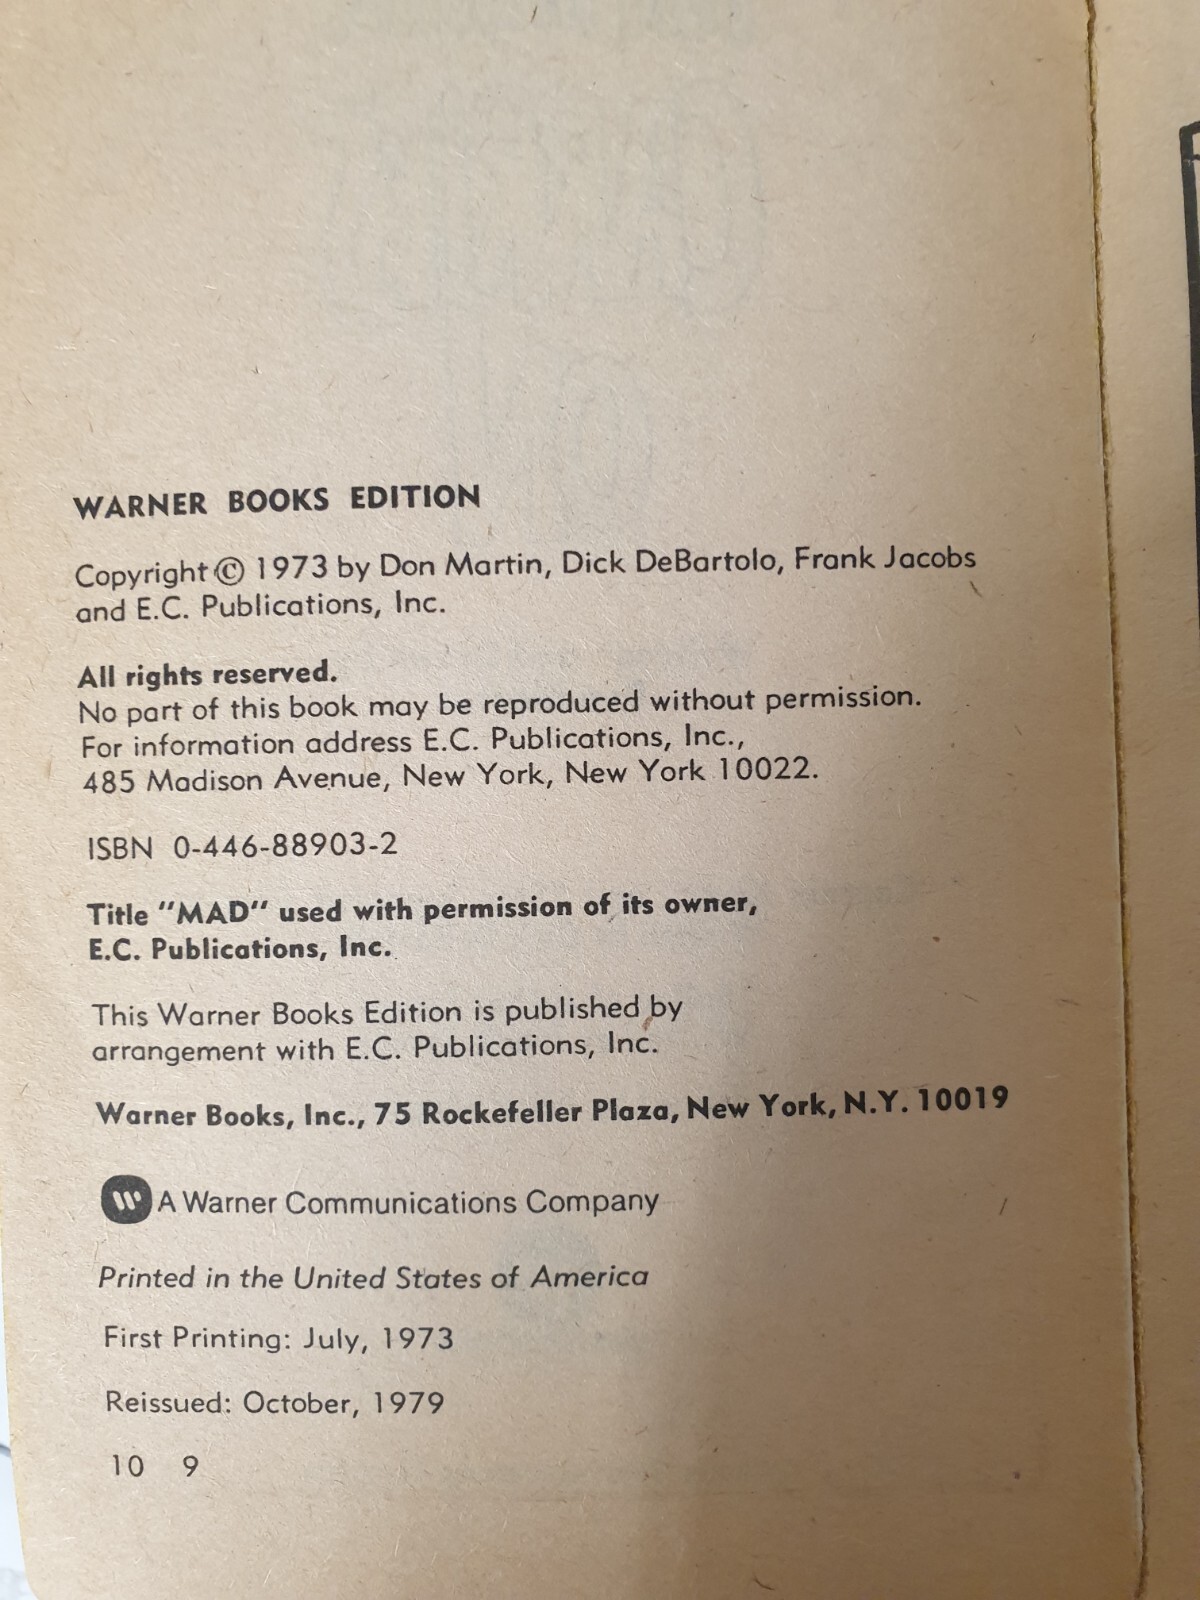 WARNER BOOKS EDITION
Copyright © 1973 by Don Martin, Dick DeBartolo, Frank Jacobs
and E.C. Publications, Inc.
All rights reserved.
No part of this book may be reproduced without permission.
For information address E.C. Publications, Inc.,
485 Madison Avenue, New York, New York 10022.
ISBN 0-446-88903-2
Title "MAD" used with permission of its owner,
E.C. Publications, Inc.
This Warner Books Edition is published by
arrangement with E.C. Publications, Inc.
Warner Books, Inc., 75 Rockefeller Plaza, New York, N.Y. 10019
A Warner Communications Company
Printed in the United States of America
First Printing: July, 1973
Reissued: October, 1979
10 9